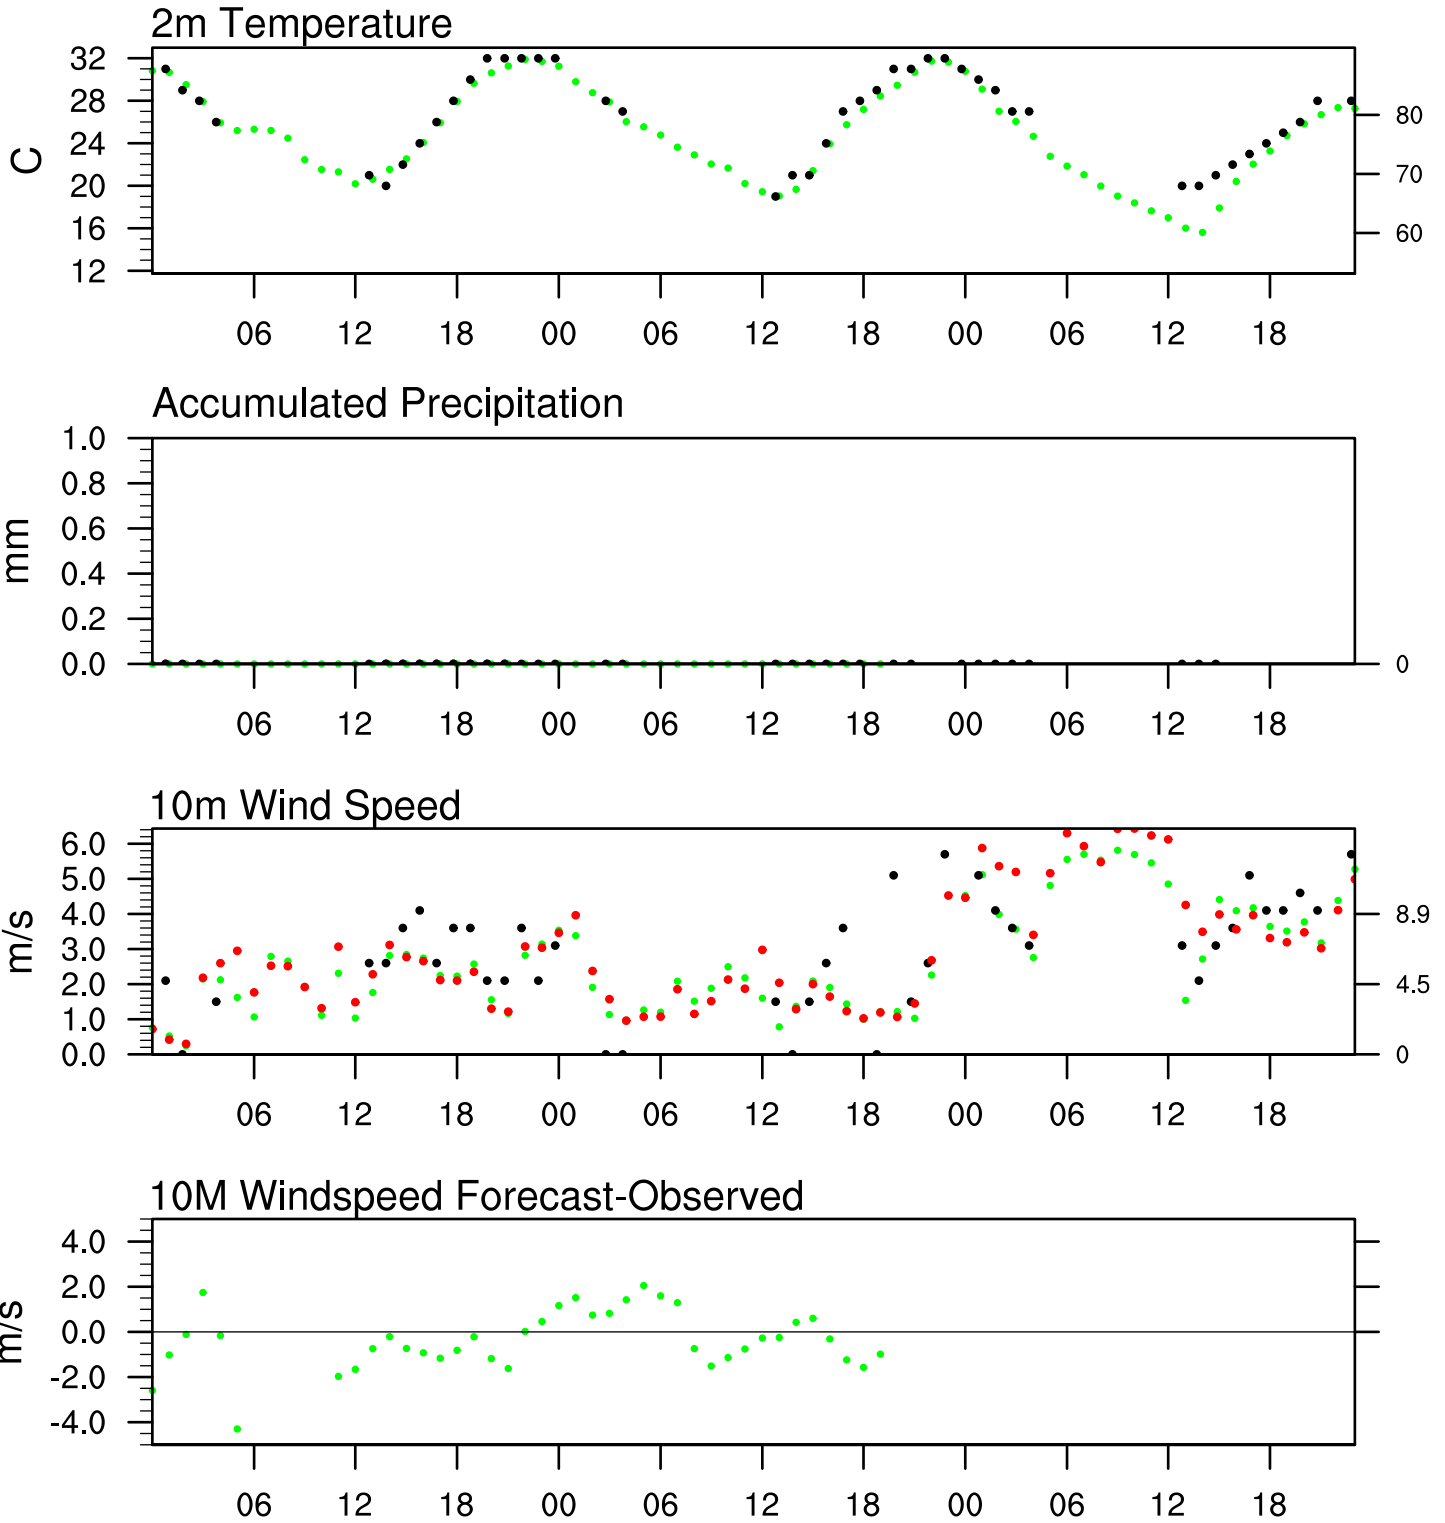 2m Temperature
32
28
24
20
16
12
C
80
70
60
06 12 18 00 06 12 18 00 06 12 18
Accumulated Precipitation
1.0
0.8
0.6
0.4
0.2
0.0
mm
0
06 12 18 00 06 12 18 00 06 12 18
10m Wind Speed
6.0
5.0
4.0
3.0
2.0
1.0
0.0
m/s
8.9
4.5
0
06 12 18 00 06 12 18 00 06 12 18
10M Windspeed Forecast-Observed
4.0
2.0
0.0
-2.0
-4.0
m/s
06 12 18 00 06 12 18 00 06 12 18